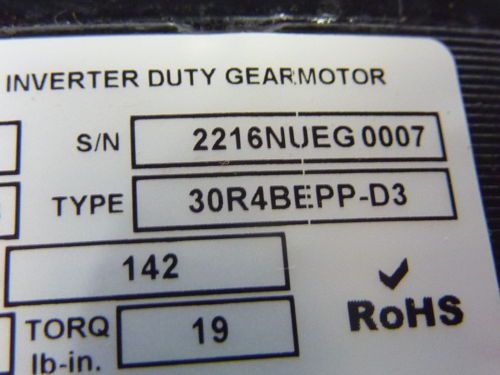 INVERTER DUTY GEARMOTOR
S/N 2216NUEG 0007
TYPE 30R4BEPP-D3
142
RoHS
TORQ 19
lb-in.